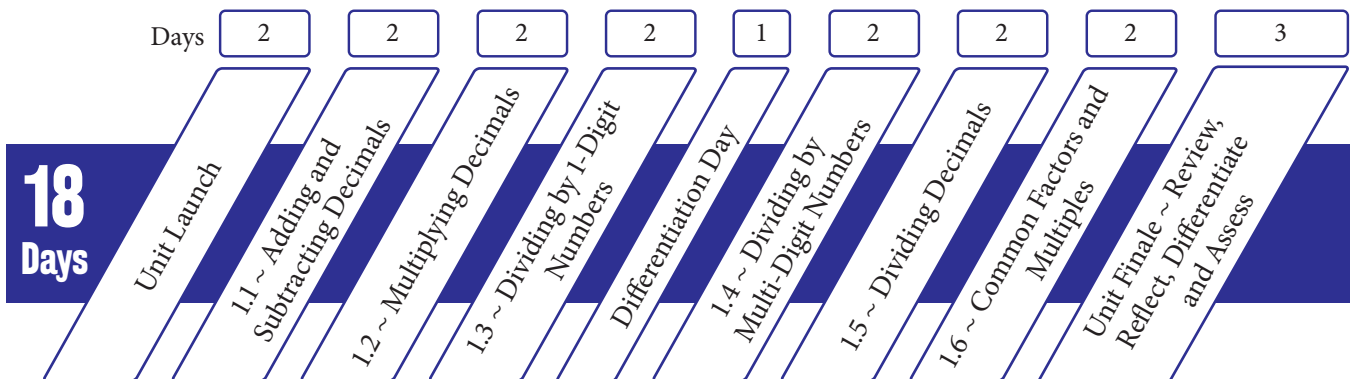 Days 2 2 2 2 1 2 2 2 3
18
Days
Unit Launch
1.1 ~ Adding and
Subtracting Decimals
1.2 ~ Multiplying Decimals
1.3 ~ Dividing by 1-Digit
Numbers
Differentiation Day
1.4 ~ Dividing by
Multi-Digit Numbers
1.5 ~ Dividing Decimals
1.6 ~ Common Factors and
Multiples
Unit Finale ~ Review,
Reflect, Differentiate
and Assess